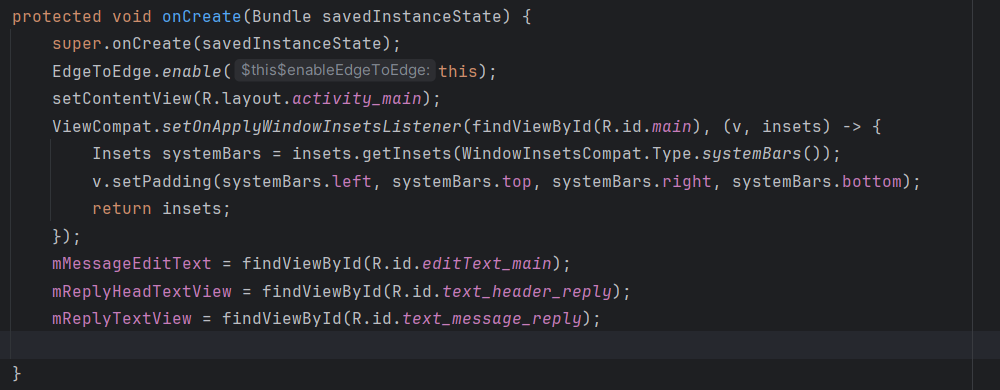 protected void onCreate(Bundle savedInstanceState) {
    super.onCreate(savedInstanceState);
    EdgeToEdge.enable( $this$enableEdgeToEdge: this);
    setContentView(R.layout.activity_main);
    ViewCompat.setOnApplyWindowInsetsListener(findViewById(R.id.main), (v, insets) -> {
        Insets systemBars = insets.getInsets(WindowInsetsCompat.Type.systemBars());
        v.setPadding(systemBars.left, systemBars.top, systemBars.right, systemBars.bottom);
        return insets;
    });
    mMessageEditText = findViewById(R.id.editText_main);
    mReplyHeadTextView = findViewById(R.id.text_header_reply);
    mReplyTextView = findViewById(R.id.text_message_reply);
}